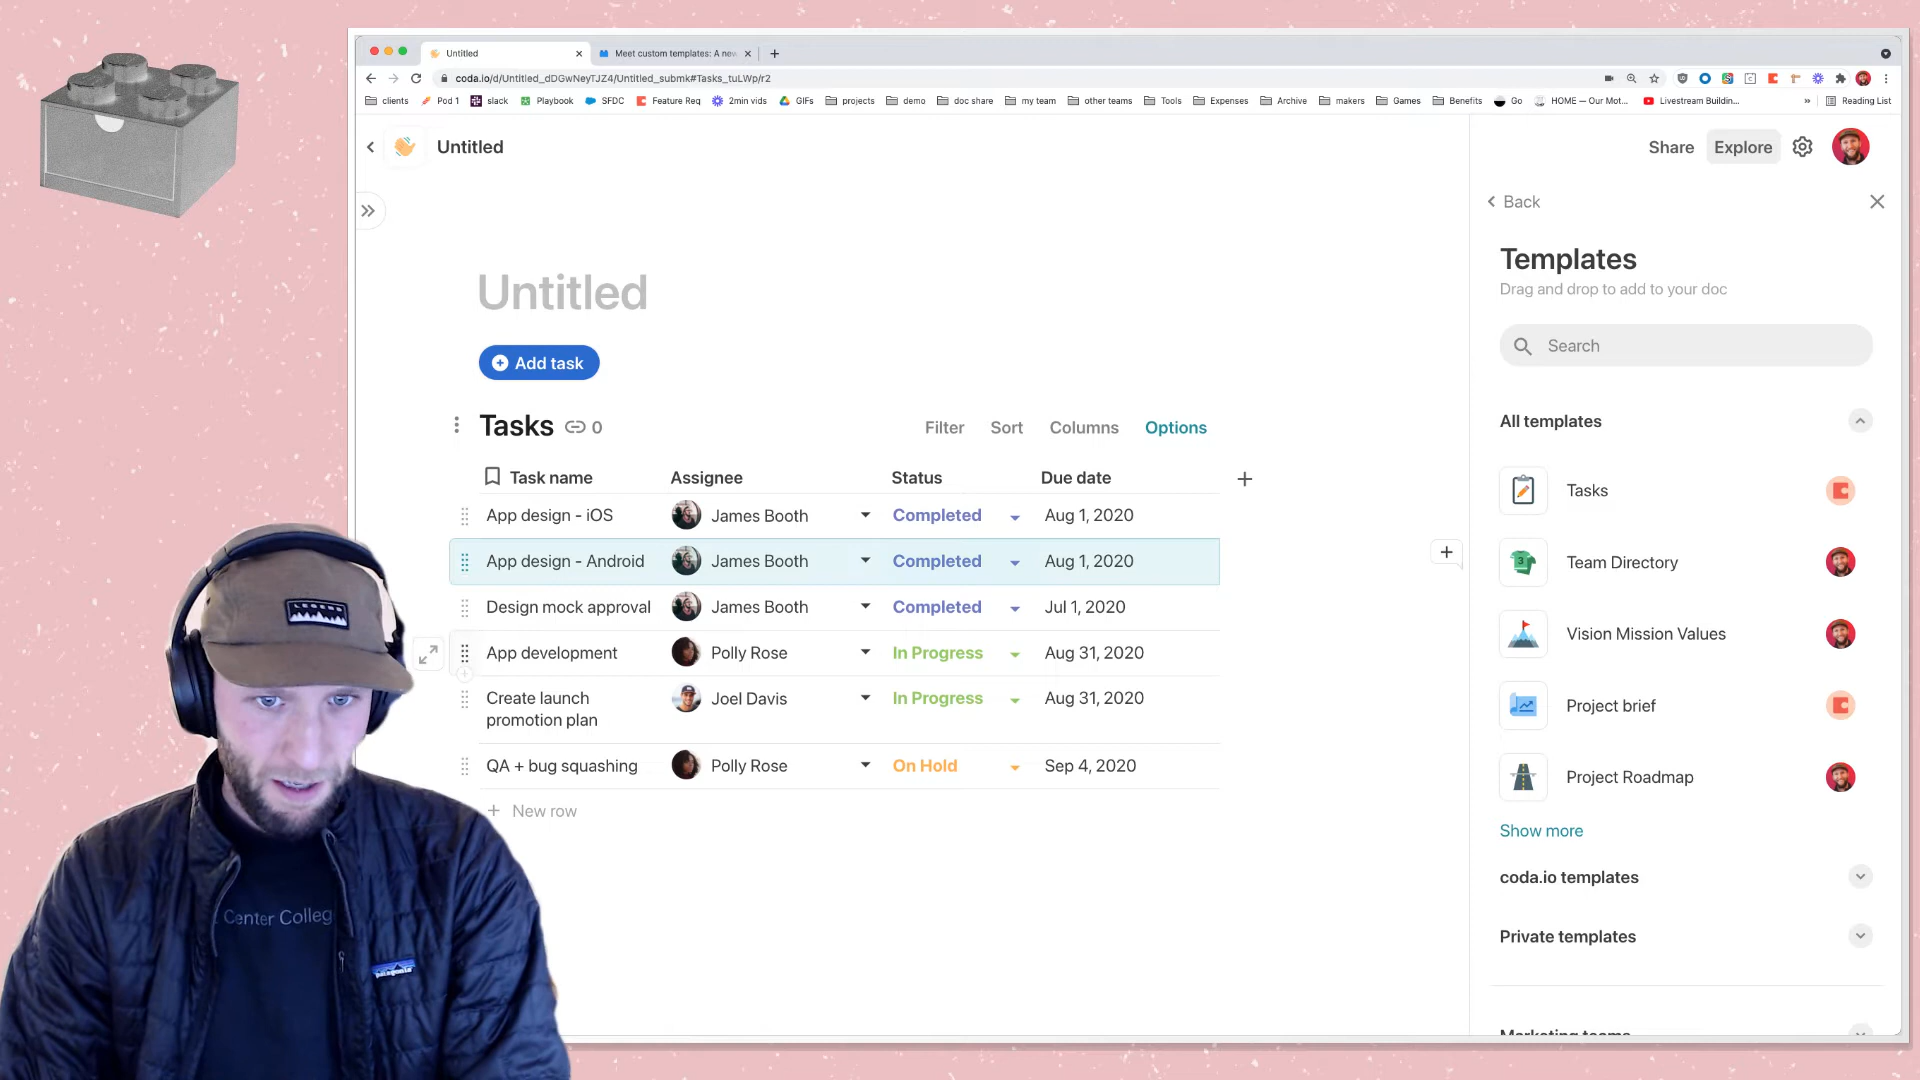 Untitled
Meet custom templates: A new
coda.io/d/Untitled_dDGwNeyTJZ4/Untitled_submk#Tasks_tuLWp/r2
clients Pod 1 slack Playbook SFDC Feature Req 2min vids GIFs projects demo doc share my team other teams Tools Expenses Archive makers Games Benefits Go HOME — Our Mot... Livestream Buildin... » Reading List
Untitled
Share Explore
Back
Untitled
Templates
Drag and drop to add to your doc
Search
Add task
Tasks 0
Filter Sort Columns Options
All templates
Task name Assignee Status Due date
App design - iOS James Booth Completed Aug 1, 2020
App design - Android James Booth Completed Aug 1, 2020
Design mock approval James Booth Completed Jul 1, 2020
App development Polly Rose In Progress Aug 31, 2020
Create launch
promotion plan Joel Davis In Progress Aug 31, 2020
QA + bug squashing Polly Rose On Hold Sep 4, 2020
New row
Tasks
3
Team Directory
Vision Mission Values
Project brief
Project Roadmap
Show more
coda.io templates
Private templates
LEGEND
Center Colleg
patagonia